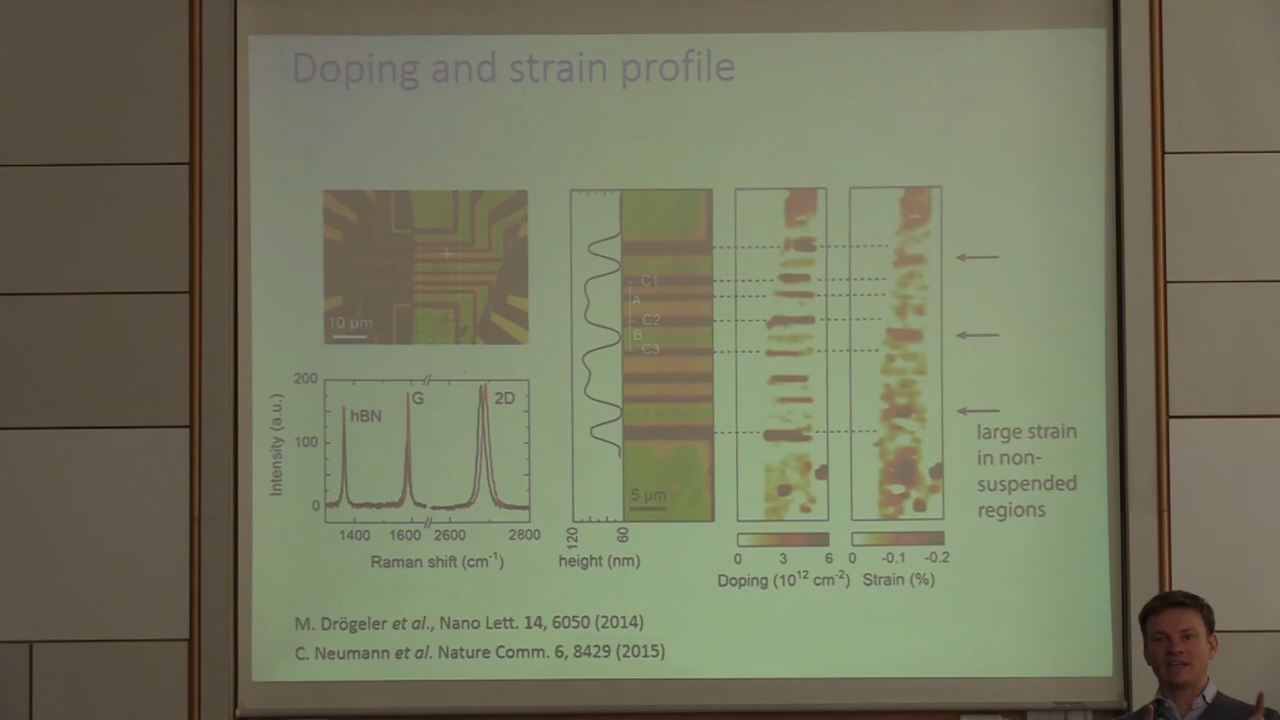 Doping and strain profile
10 µm
200
100
0
Intensity (a.u.)
hBN
G
2D
1400
1600
2600
2800
Raman shift (cm-1)
C1
A
C2
B
C3
5 µm
120
60
height (nm)
0
3
6
Doping (10¹² cm⁻²)
0
-0.1
-0.2
Strain (%)
large strain
in non-
suspended
regions
M. Drögeler et al., Nano Lett. 14, 6050 (2014)
C. Neumann et al. Nature Comm. 6, 8429 (2015)